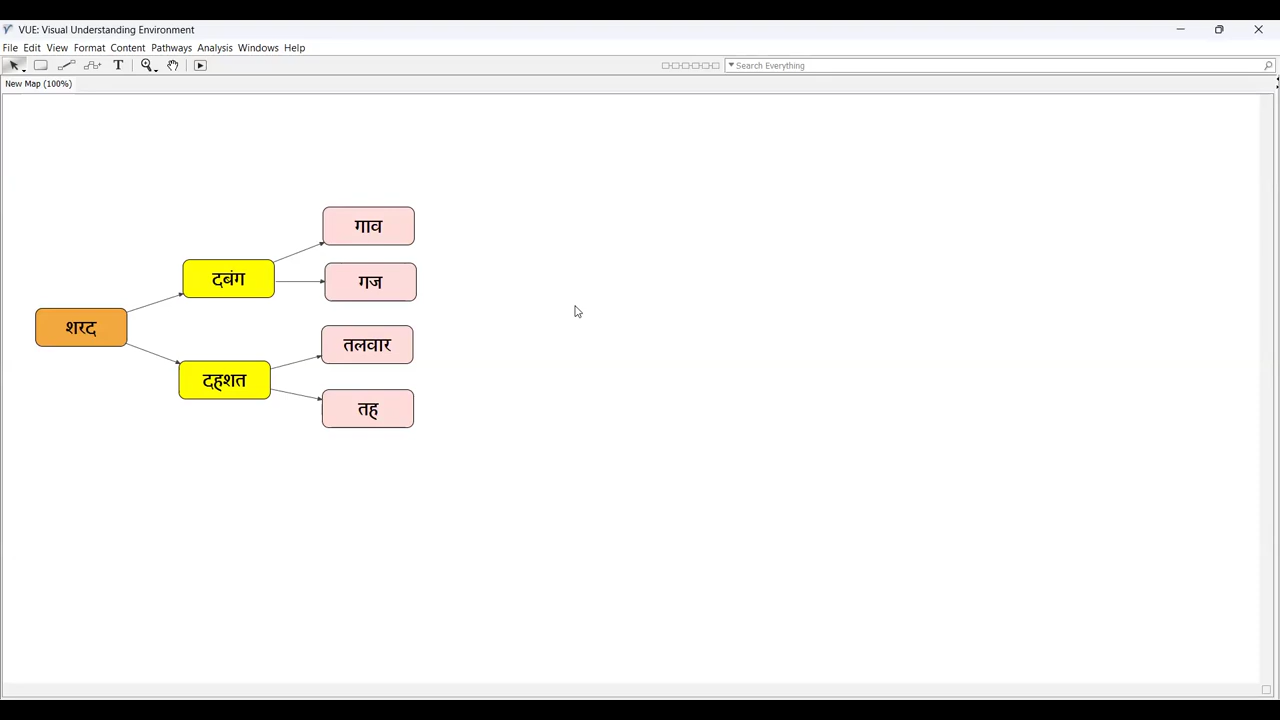 VUE: Visual Understanding Environment
File Edit View Format Content Pathways Analysis Windows Help
T
Search Everything
New Map (100%)
गाव
दबंग
गज
शरद
तलवार
दहशत
तह